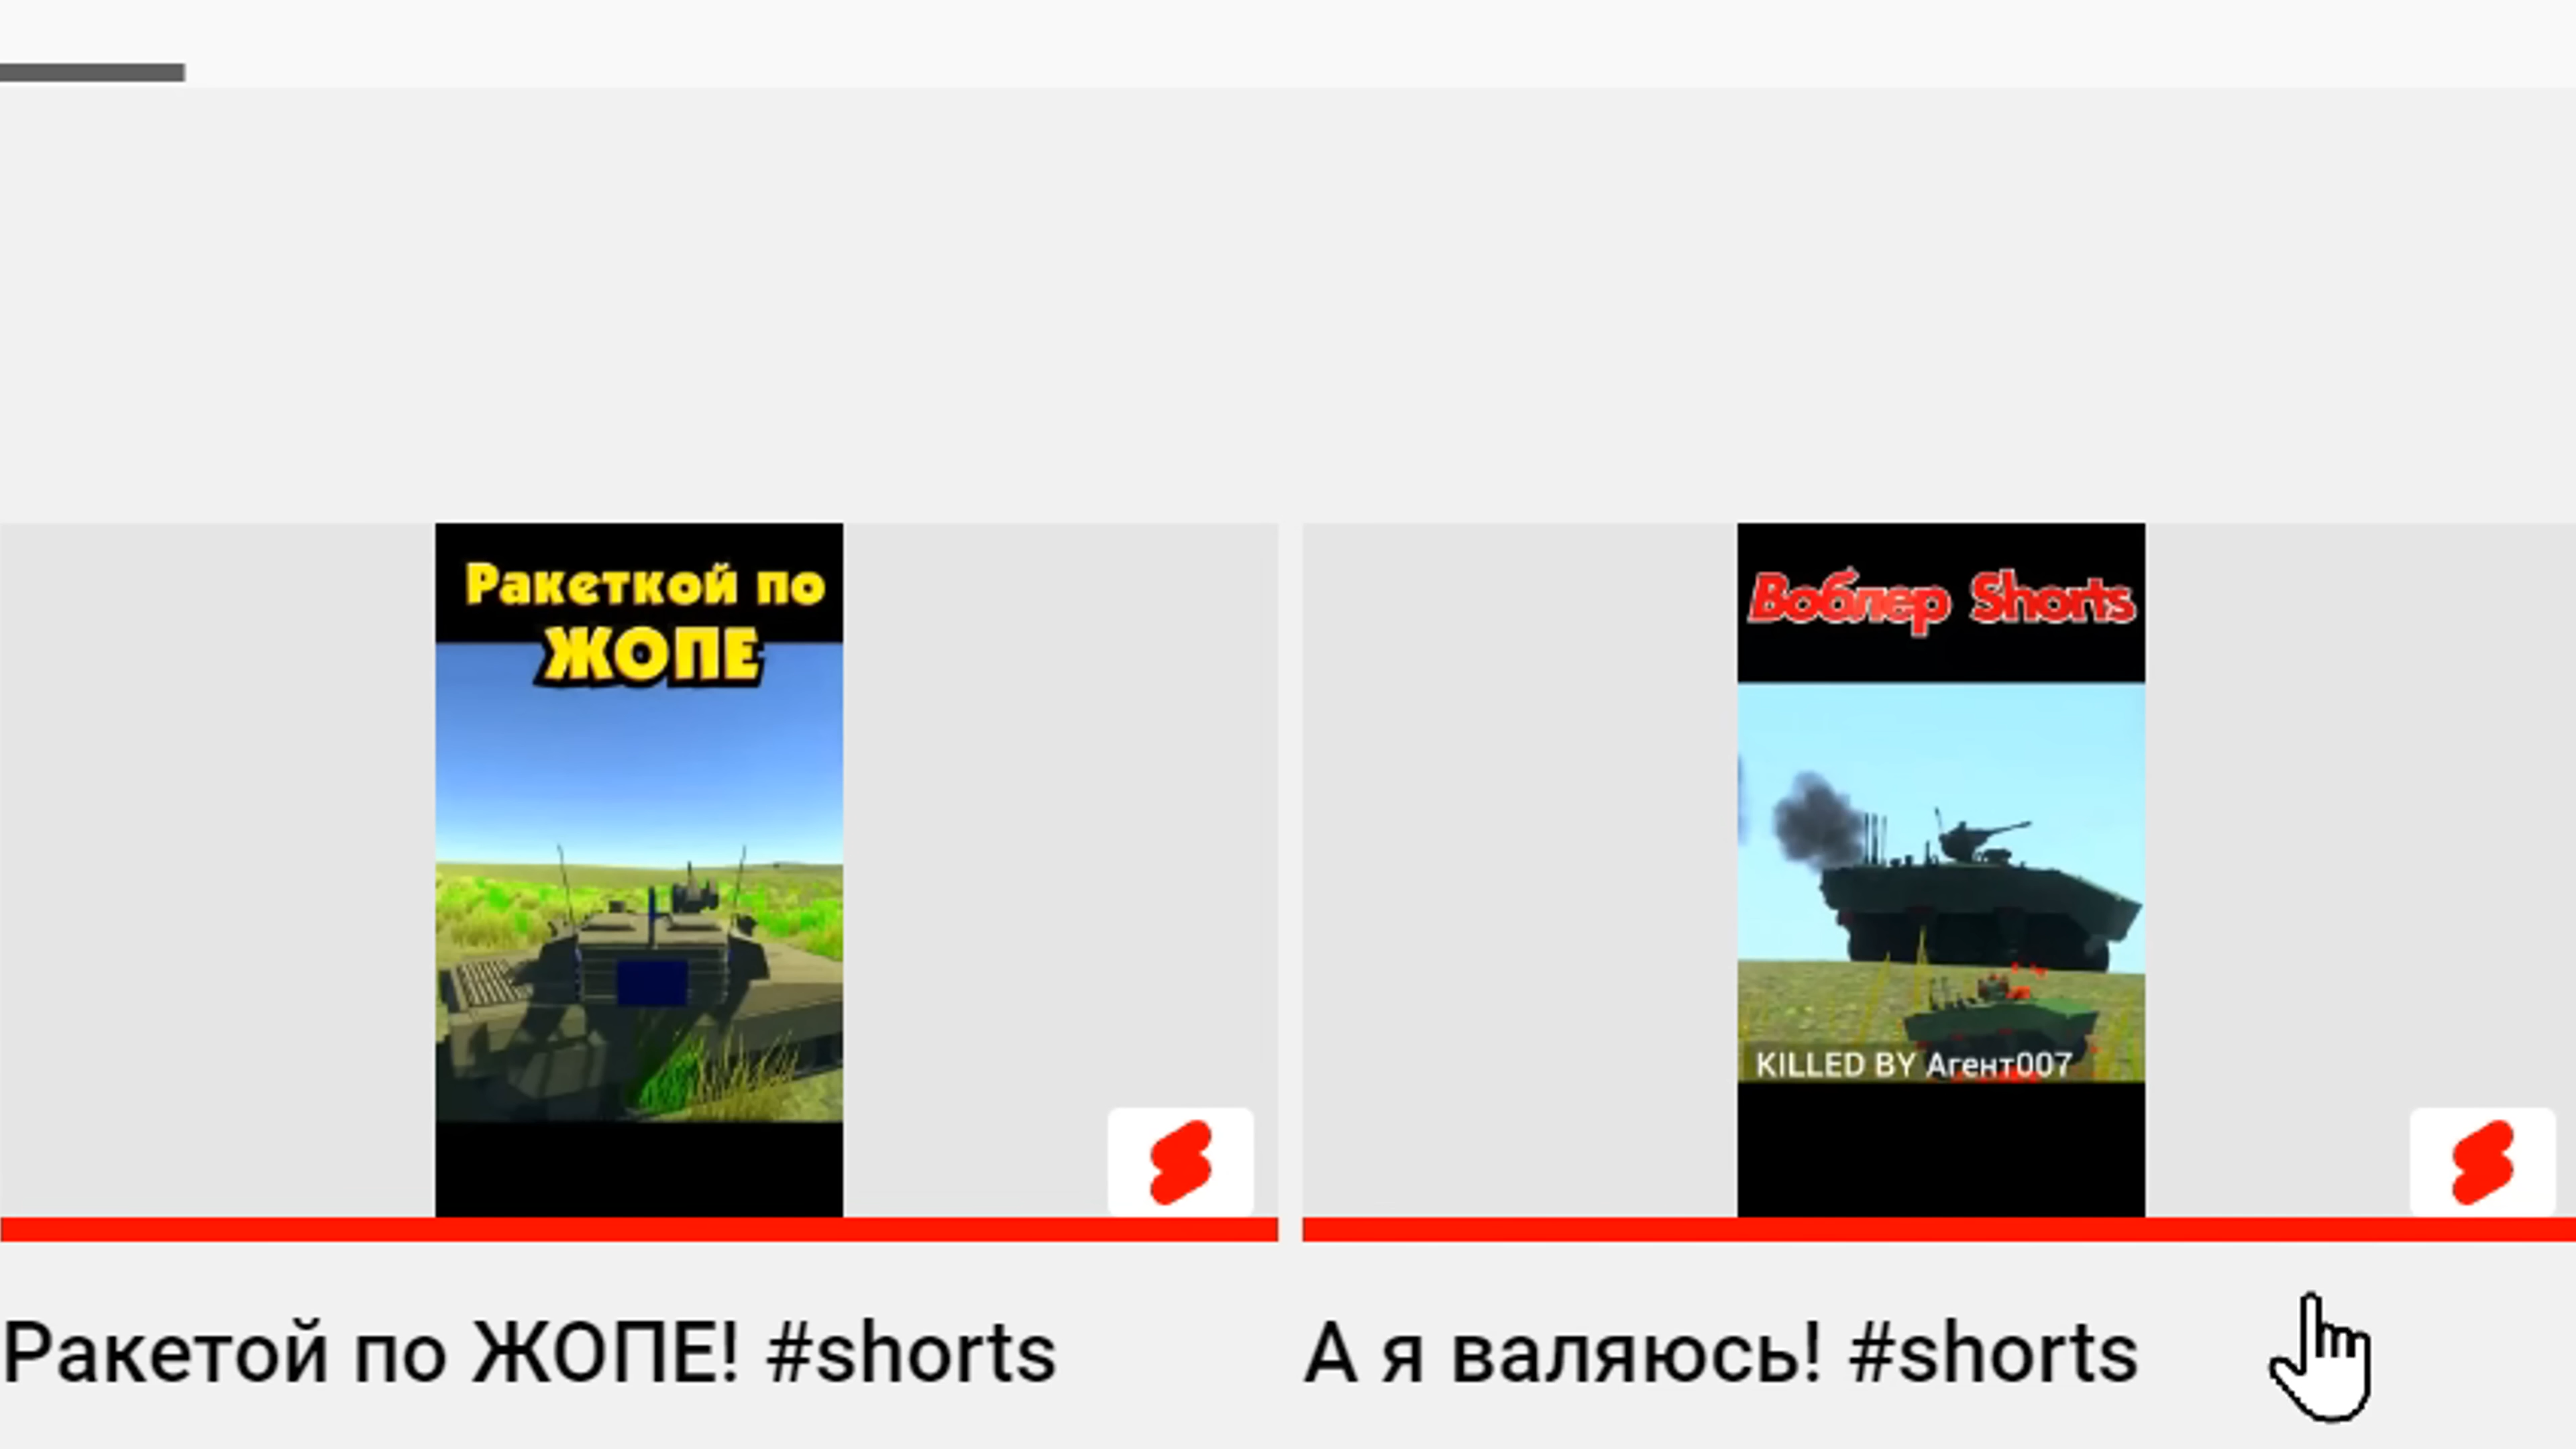 Ракеткой по
ЖОПЕ
Воблер Shorts
KILLED BY Агент007
Ракетой по ЖОПЕ! #shorts
А я валяюсь! #shorts